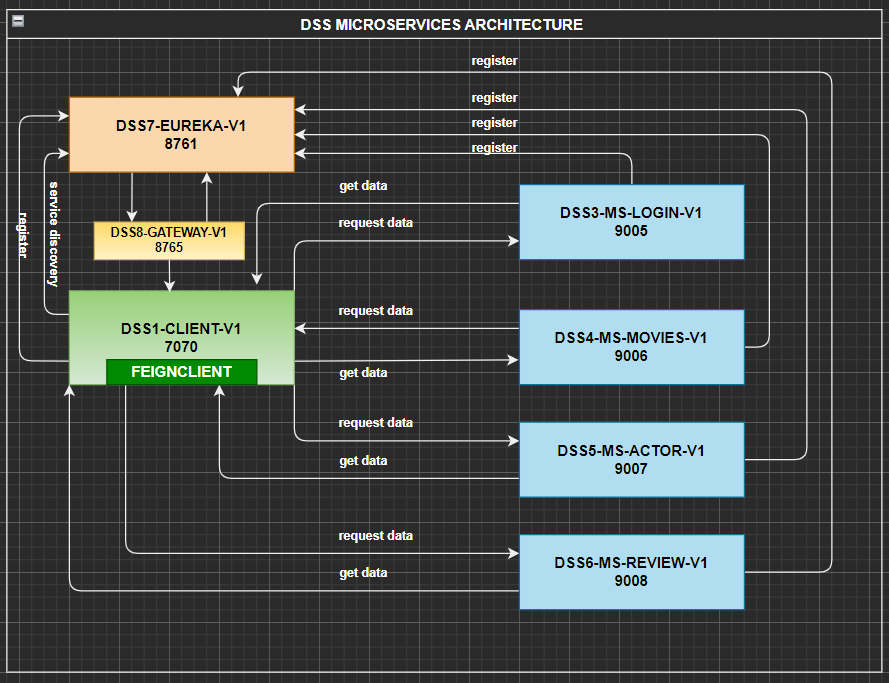 DSS MICROSERVICES ARCHITECTURE
register
register
register
register
DSS7-EUREKA-V1
8761
get data
request data
DSS3-MS-LOGIN-V1
9005
register
service discovery
DSS8-GATEWAY-V1
8765
request data
DSS1-CLIENT-V1
7070
FEIGNCLIENT
get data
DSS4-MS-MOVIES-V1
9006
request data
get data
DSS5-MS-ACTOR-V1
9007
request data
get data
DSS6-MS-REVIEW-V1
9008